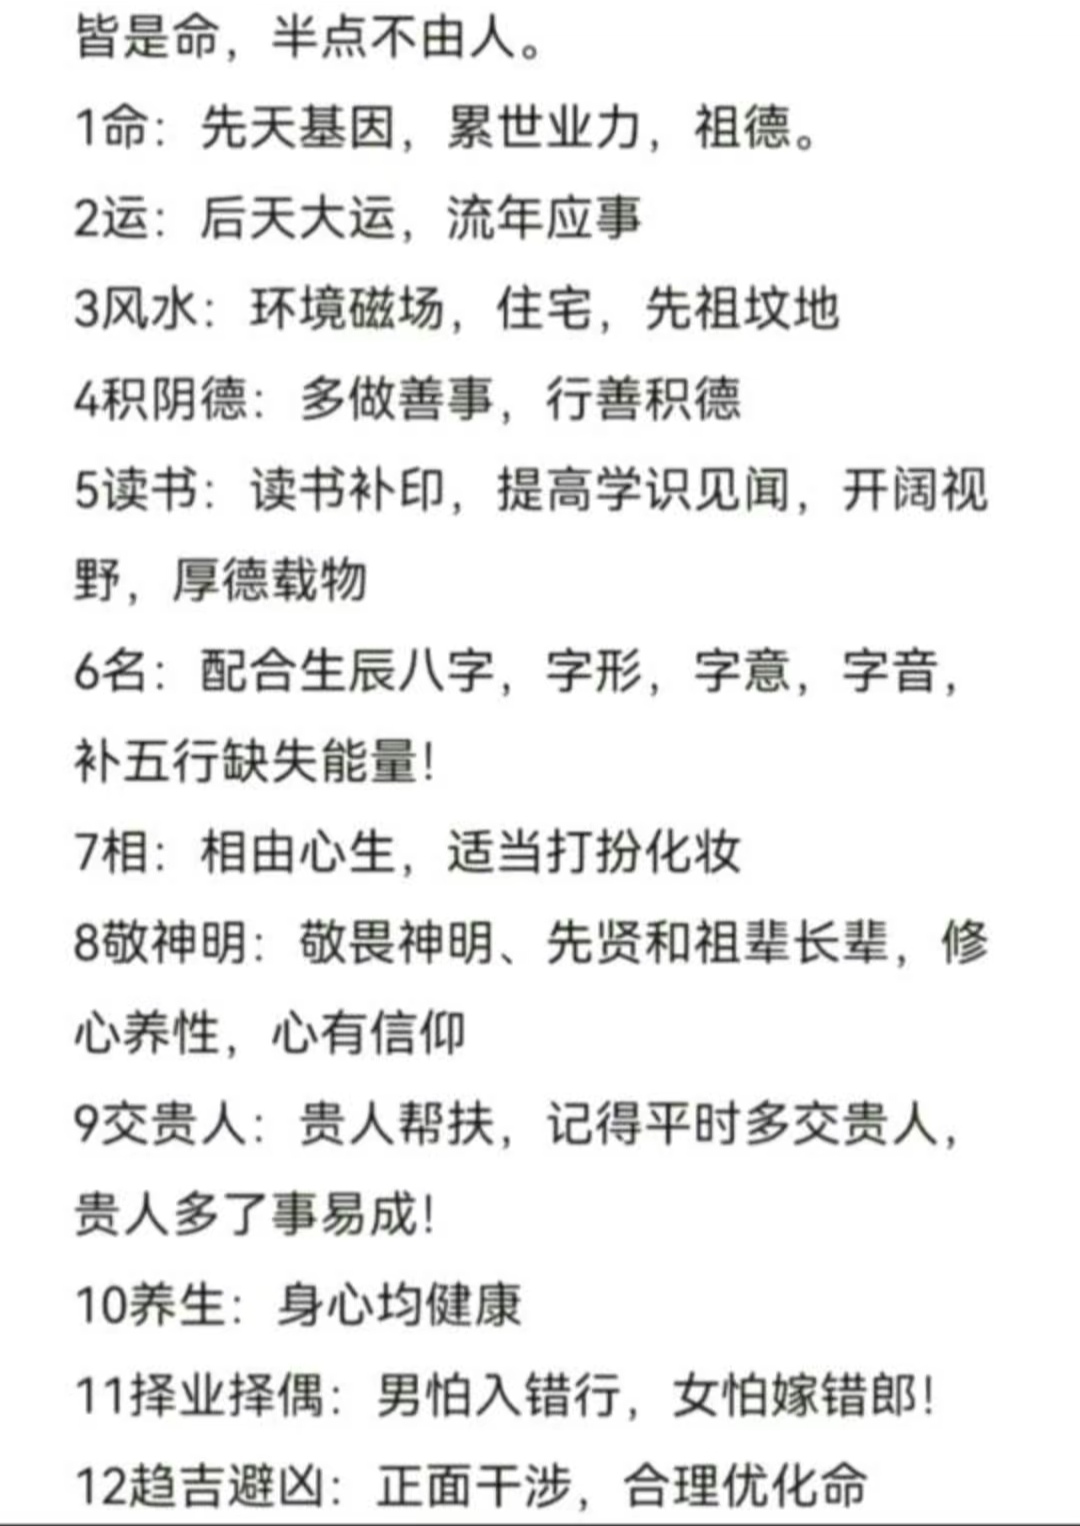 皆是命，半点不由人。
1命：先天基因，累世业力，祖德。
2运：后天大运，流年应事
3风水：环境磁场，住宅，先祖坟地
4积阴德：多做善事，行善积德
5读书：读书补印，提高学识见闻，开阔视
野，厚德载物
6名：配合生辰八字，字形，字意，字音，
补五行缺失能量！
7相：相由心生，适当打扮化妆
8敬神明：敬畏神明、先贤和祖辈长辈，修
心养性，心有信仰
9交贵人：贵人帮扶，记得平时多交贵人，
贵人多了事易成！
10养生：身心均健康
11择业择偶：男怕入错行，女怕嫁错郎！
12趋吉避凶：正面干涉，合理优化命